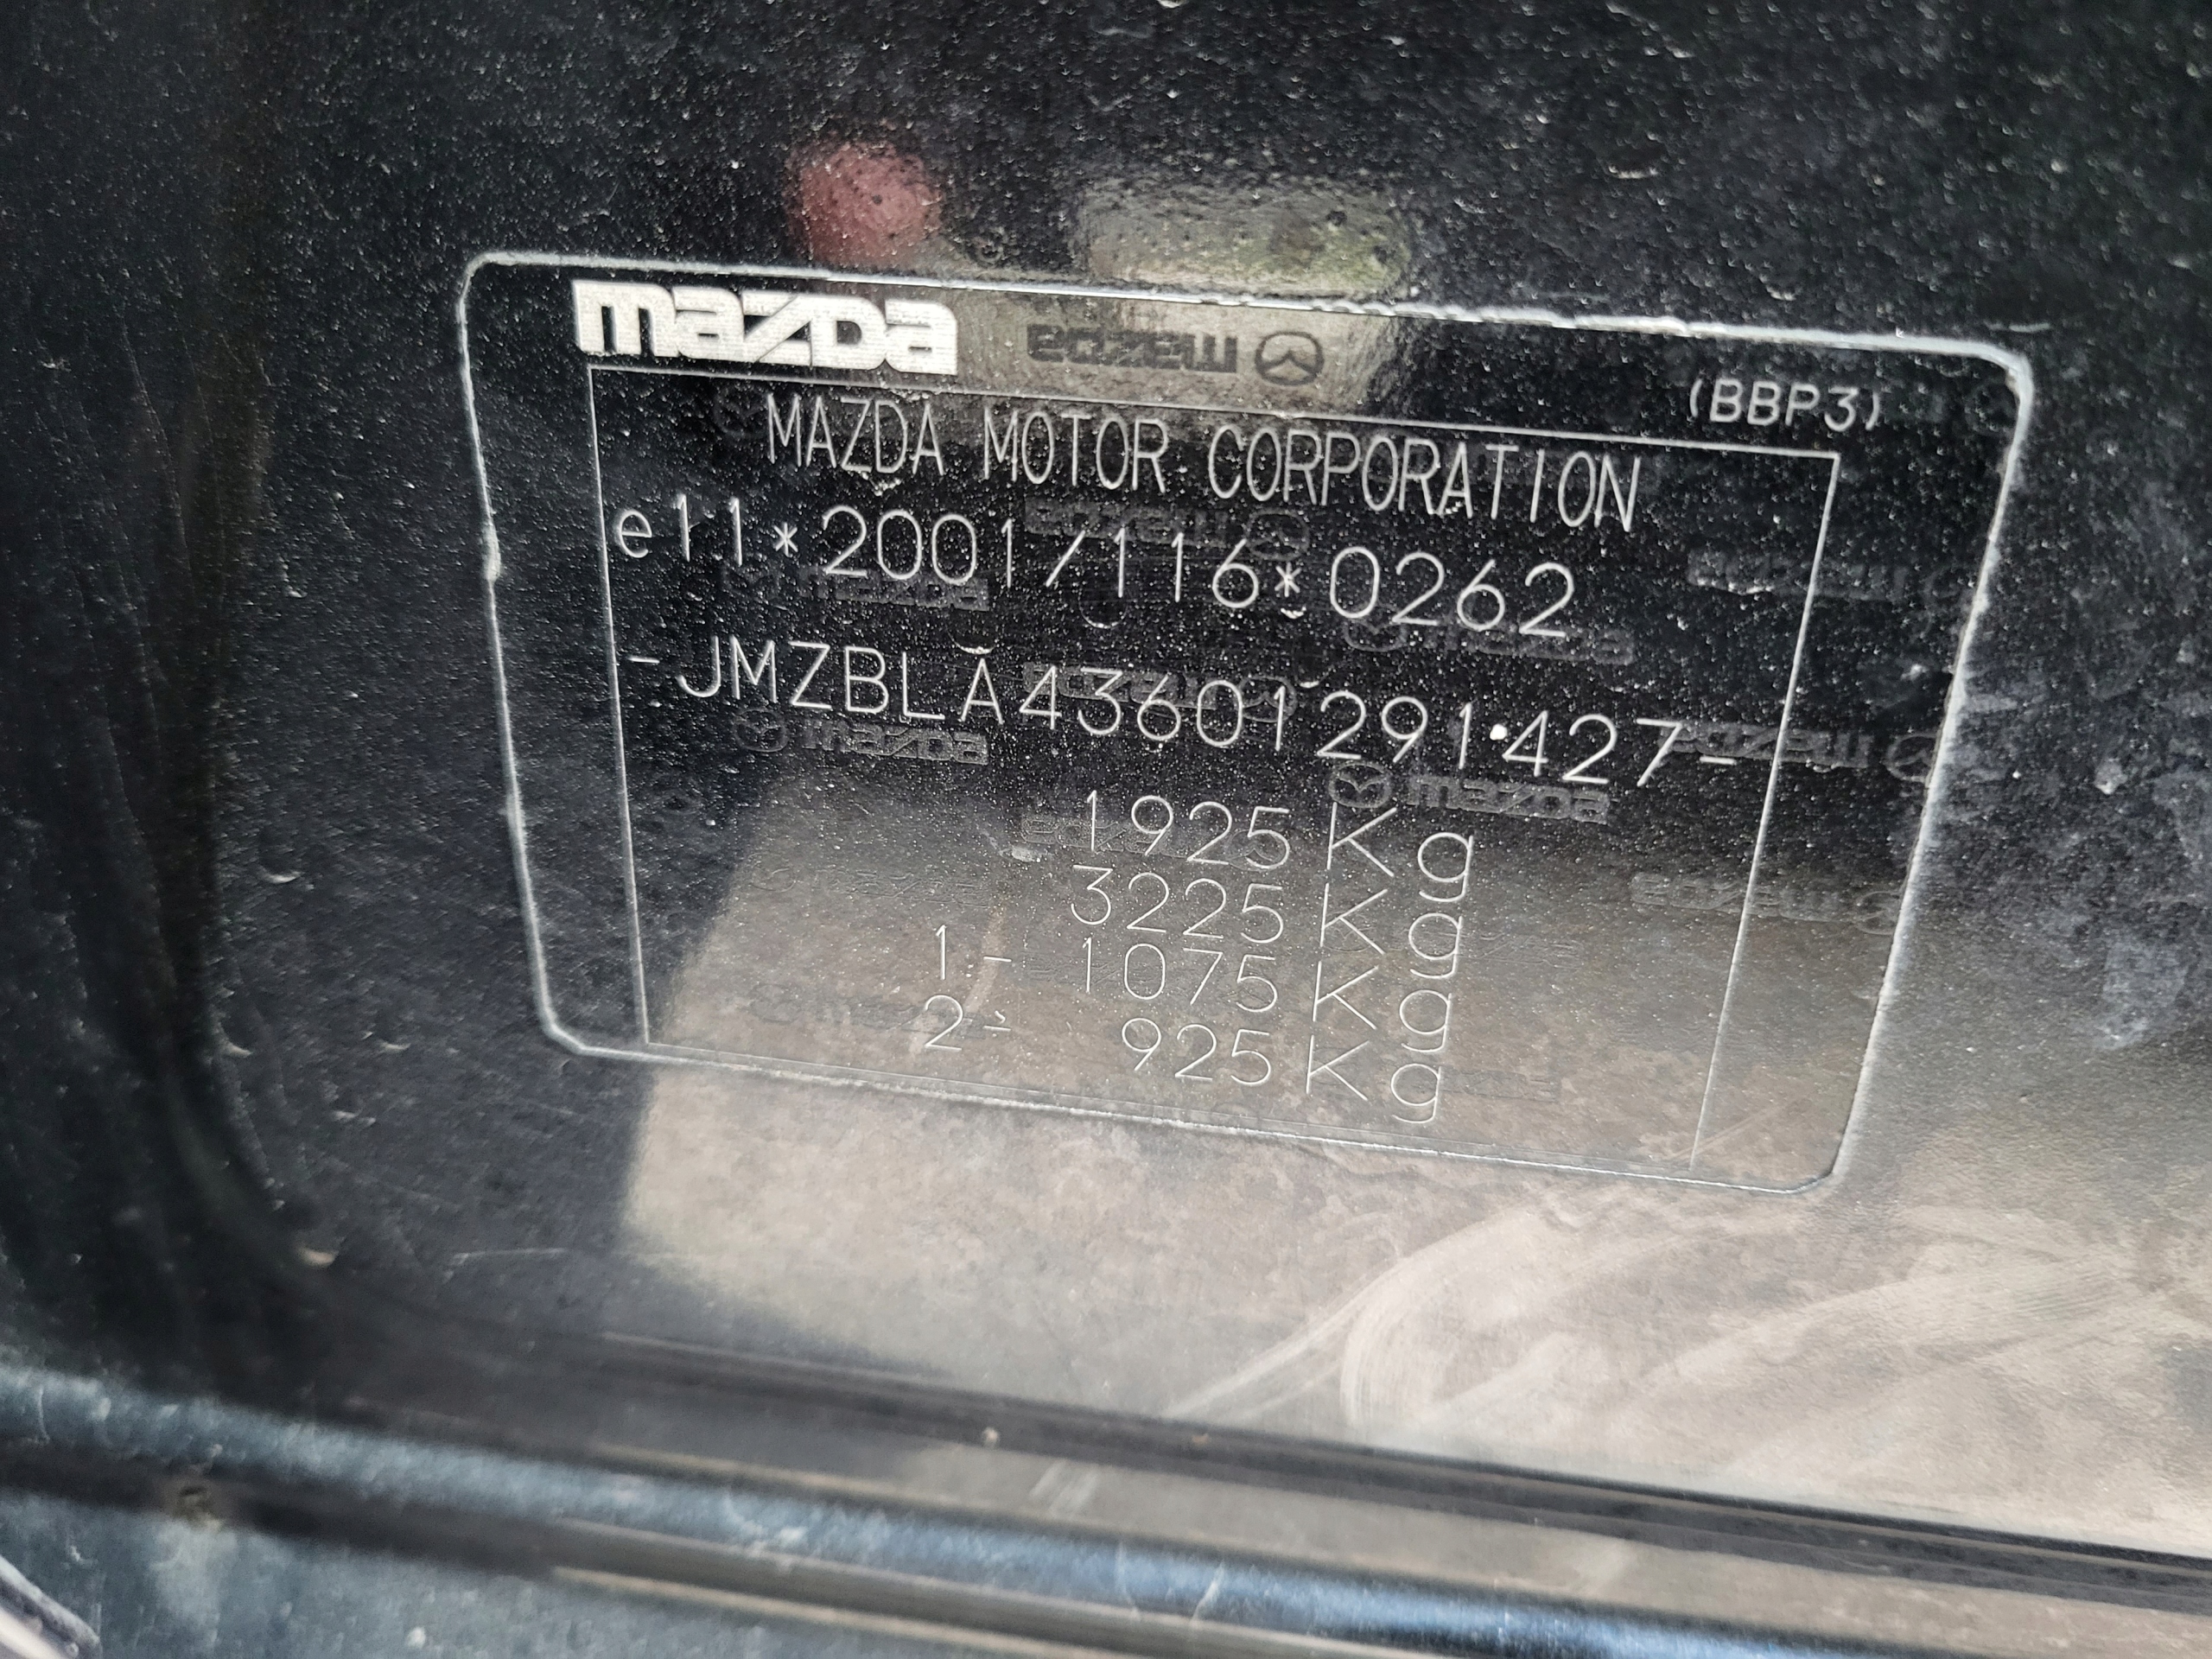 mazda
(BBP3)
MAZDA MOTOR CORPORATION
e11*2001/116*0262
-JMZBLA43601291427-
1925 Kg
3225 Kg
1- 1075 Kg
2- 925 Kg